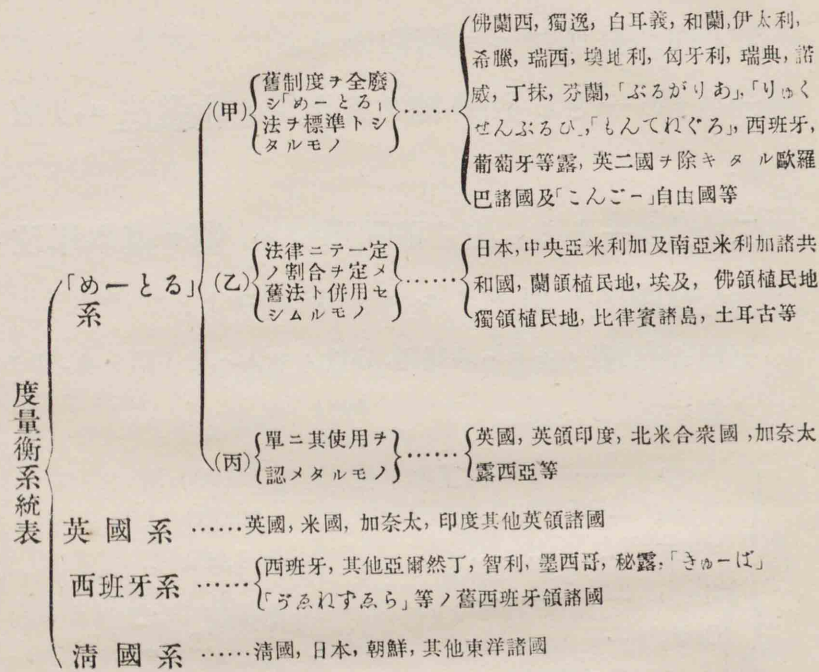 度量衡系統表
「めーとる」
系
(甲)
舊制度ヲ全廢
シ「めーとる」
法ヲ標準トシ
タルモノ
……
佛蘭西, 獨逸, 白耳義, 和蘭, 伊太利,
希臘, 瑞西, 墺地利, 匈牙利, 瑞典, 諾
威, 丁抹, 芬蘭,「ぶるがりあ」,「りゅく
せんぶるひ」,「もんてねぐろ」, 西班牙,
葡萄牙等露, 英二國ヲ除キタル歐羅
巴諸國及「こんごー」自由國等
(乙)
法律ニテ一定
ノ割合ヲ定メ
舊法ト併用セ
シムルモノ
……
日本, 中央亞米利加及南亞米利加諸共
和國, 蘭領植民地, 埃及, 佛領植民地
獨領植民地, 比律賓諸島, 土耳古等
(丙)
單ニ其使用ヲ
認メタルモノ
……
英國, 英領印度, 北米合衆國, 加奈太
露西亞等
英國系 ……英國, 米國, 加奈太, 印度其他英領諸國
西班牙系 ……
西班牙, 其他亞爾然丁, 智利, 墨西哥, 秘露,「きゅーば」
「ゔゑねずゑら」等ノ舊西班牙領諸國
淸國系 ……淸國, 日本, 朝鮮, 其他東洋諸國